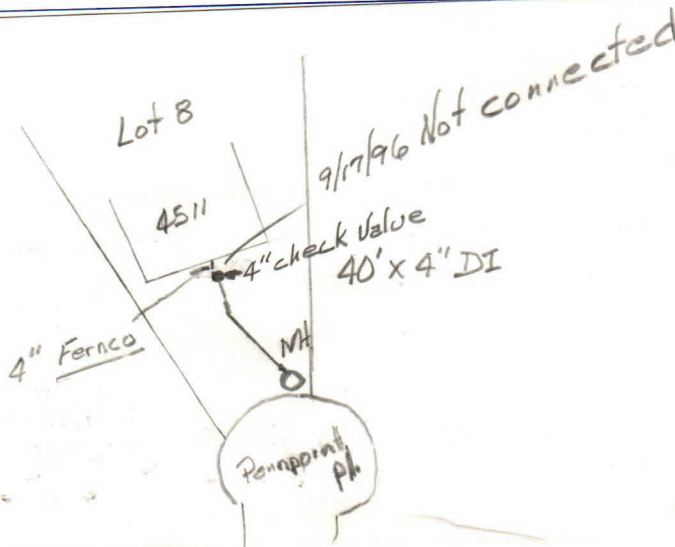 Lot 8
4511
9/17/96 Not connected
4" check Valve
40' x 4" DI
4" Fernco
MH
Pennpoint
pl.